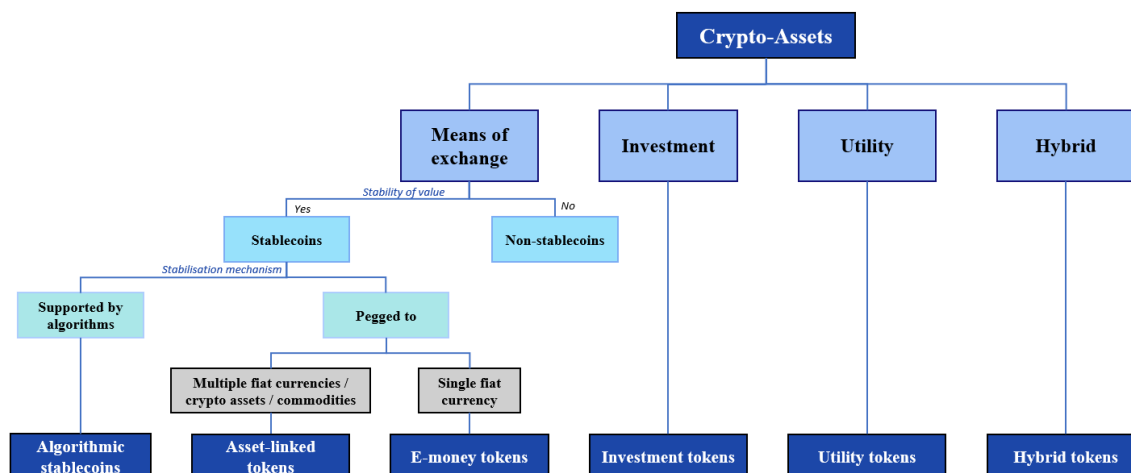 Crypto-Assets
Means of
exchange
Investment
Utility
Hybrid
Stability of value
Yes
No
Stablecoins
Non-stablecoins
Stabilisation mechanism
Supported by
algorithms
Pegged to
Multiple fiat currencies /
crypto assets / commodities
Single fiat
currency
Algorithmic
stablecoins
Asset-linked
tokens
E-money tokens
Investment tokens
Utility tokens
Hybrid tokens